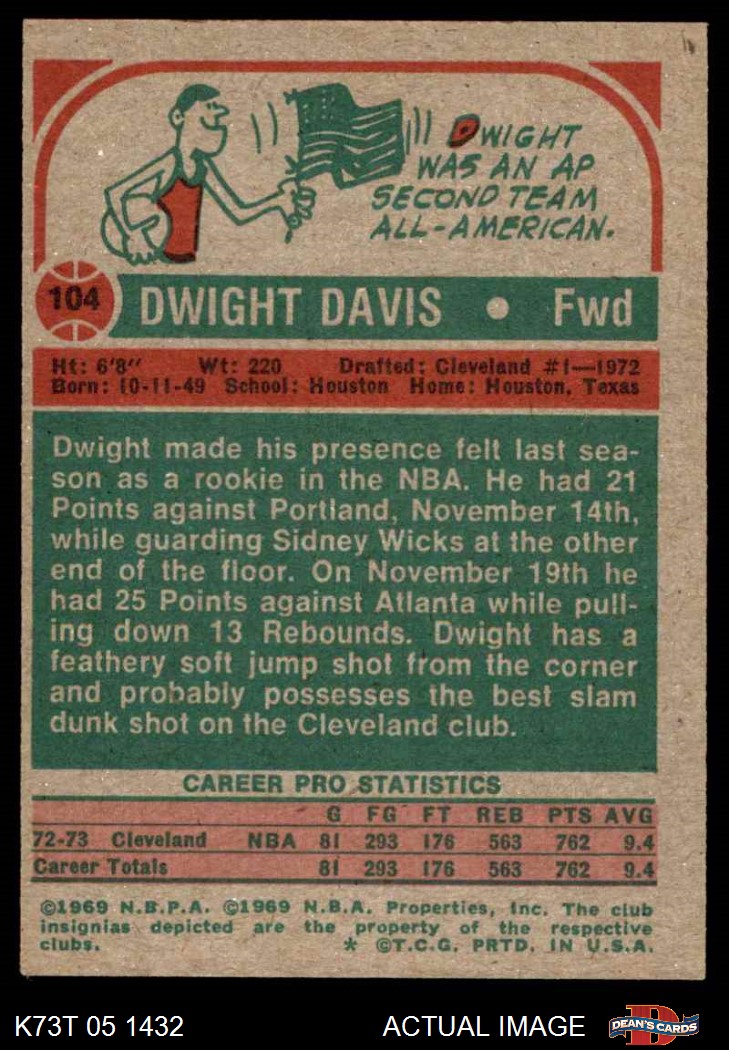 DWIGHT
WAS AN AP
SECOND TEAM
ALL-AMERICAN.
104 DWIGHT DAVIS • Fwd
Ht: 6'8" Wt: 220 Drafted: Cleveland #1—1972
Born: 10-11-49 School: Houston Home: Houston, Texas
Dwight made his presence felt last sea-
son as a rookie in the NBA. He had 21
Points against Portland, November 14th,
while guarding Sidney Wicks at the other
end of the floor. On November 19th he
had 25 Points against Atlanta while pull-
ing down 13 Rebounds. Dwight has a
feathery soft jump shot from the corner
and probably possesses the best slam
dunk shot on the Cleveland club.
CAREER PRO STATISTICS
G FG FT REB PTS AVG
72-73 Cleveland NBA 81 293 176 563 762 9.4
Career Totals 81 293 176 563 762 9.4
©1969 N.B.P.A. ©1969 N.B.A. Properties, Inc. The club
insignias depicted are the property of the respective
clubs. * ©T.C.G. PRTD. IN U.S.A.
K73T 05 1432 ACTUAL IMAGE D DEAN'S CARDS